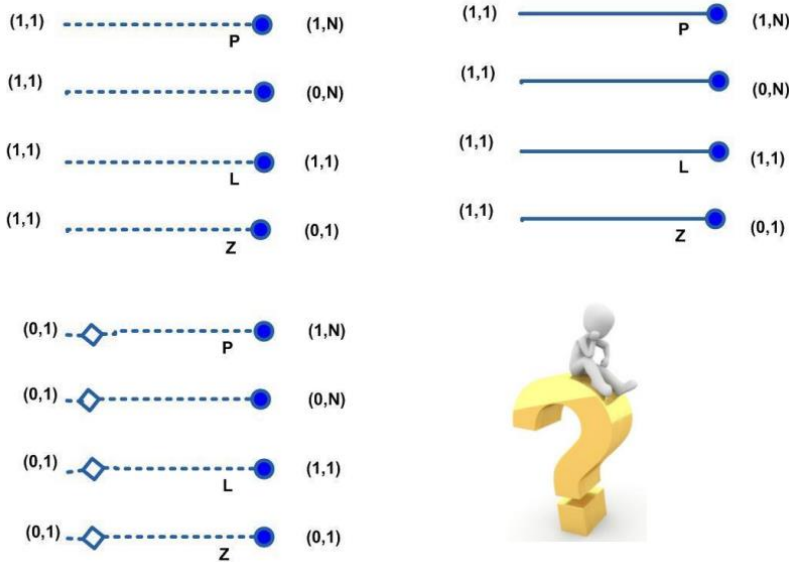 (1,1) P (1,N)
(1,1) (0,N)
(1,1) L (1,1)
(1,1) Z (0,1)
(1,1) P (1,N)
(1,1) (0,N)
(1,1) L (1,1)
(1,1) Z (0,1)
(0,1) P (1,N)
(0,1) (0,N)
(0,1) L (1,1)
(0,1) Z (0,1)